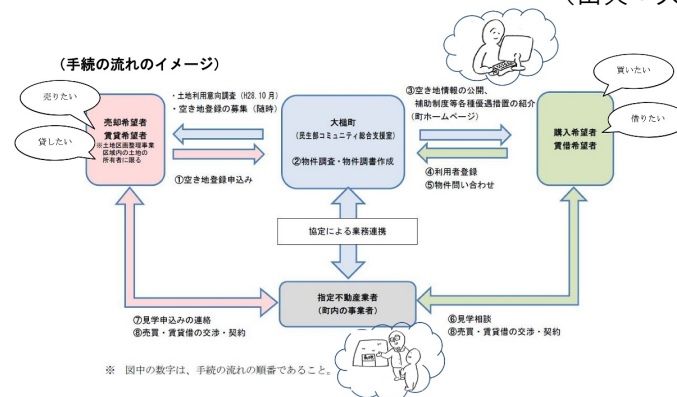 (手続の流れのイメージ)
売りたい
貸したい
売却希望者
賃貸希望者
※土地区画整理事業
区域内の土地の
所有者に限る
・土地利用意向調査(H28.10月)
・空き地登録の募集(随時)
①空き地登録申込み
大槌町
(民生部コミュニティ総合支援室)
②物件調査・物件調書作成
③空き地情報の公開、
補助制度等各種優遇措置の紹介
(町ホームページ)
④利用者登録
⑤物件問い合わせ
買いたい
借りたい
購入希望者
賃借希望者
協定による業務連携
指定不動産業者
(町内の事業者)
⑦見学申込みの連絡
⑧売買・賃貸借の交渉・契約
⑥見学相談
⑧売買・賃貸借の交渉・契約
※ 図中の数字は、手続の流れの順番であること。